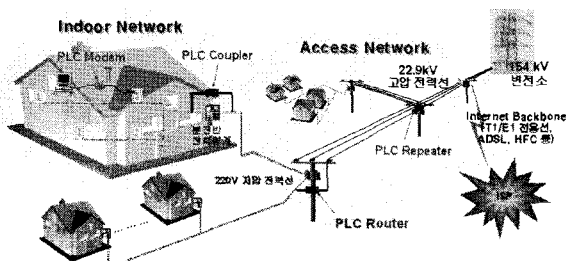 Indoor Network
PLC Modem
PLC Coupler
Access Network
22.9kV
고압 전력선
154 kV
변전소
Internet Backbone
(T1/E1 전용선,
ADSL, HFC 등)
PLC Repeater
220V 저압 전력선
PLC Router
ISP